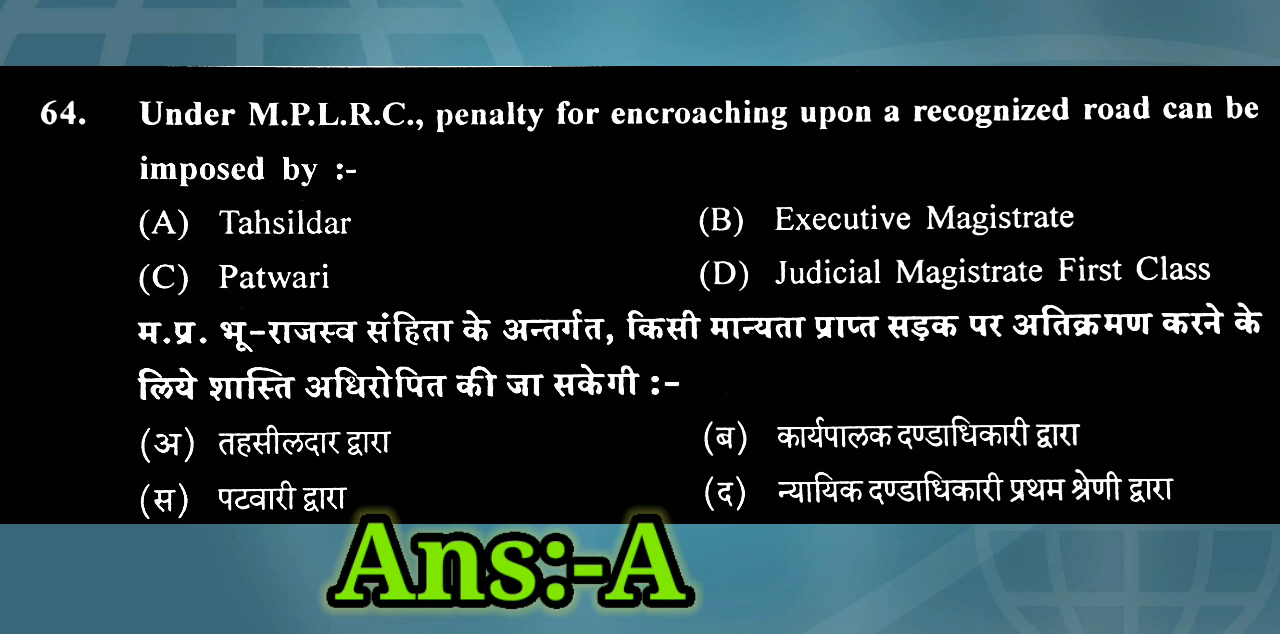 64. Under M.P.L.R.C., penalty for encroaching upon a recognized road can be
imposed by :-
(A) Tahsildar (B) Executive Magistrate
(C) Patwari (D) Judicial Magistrate First Class
म.प्र. भू-राजस्व संहिता के अन्तर्गत, किसी मान्यता प्राप्त सड़क पर अतिक्रमण करने के
लिये शास्ति अधिरोपित की जा सकेगी :-
(अ) तहसीलदार द्वारा (ब) कार्यपालक दण्डाधिकारी द्वारा
(स) पटवारी द्वारा (द) न्यायिक दण्डाधिकारी प्रथम श्रेणी द्वारा
Ans:-A